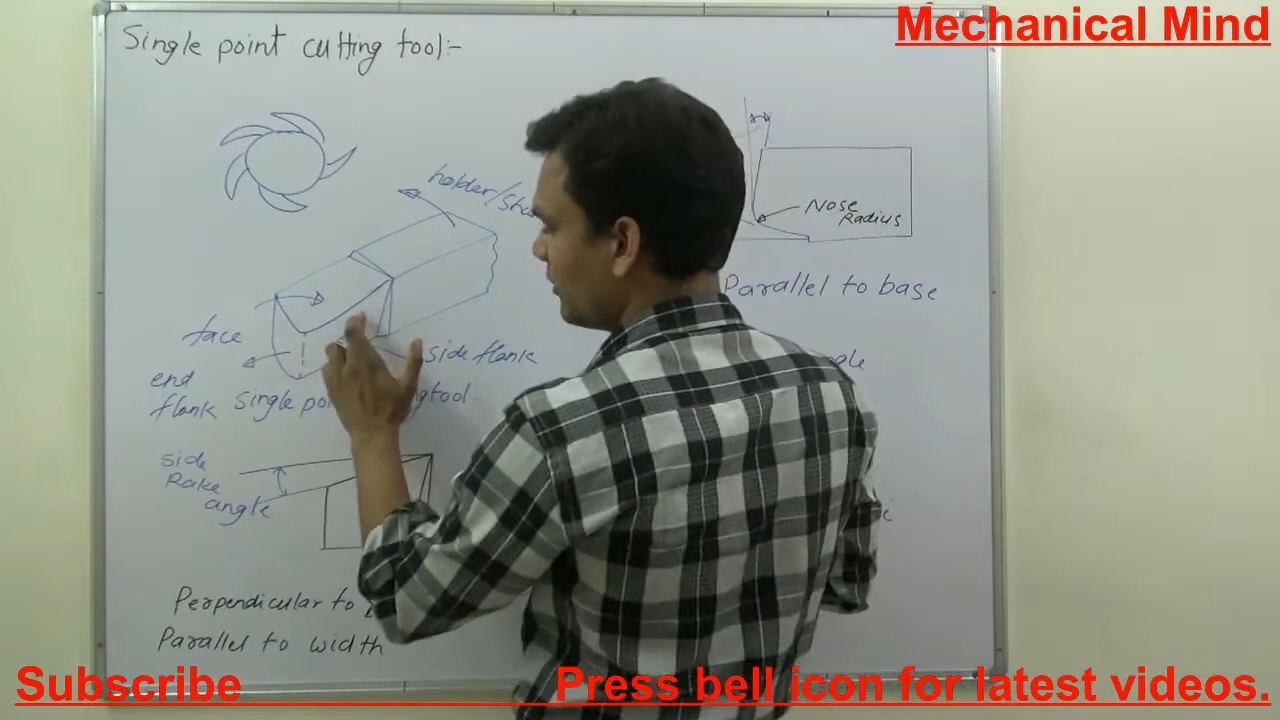 Mechanical Mind
Single point cutting tool:-
holder/
Nose
Radius
Parallel to base
face
side flank
end
flank
single tool
side
Rake
angle
Perpendicular to
Parallel to width
Subscribe
Press bell icon for latest videos.